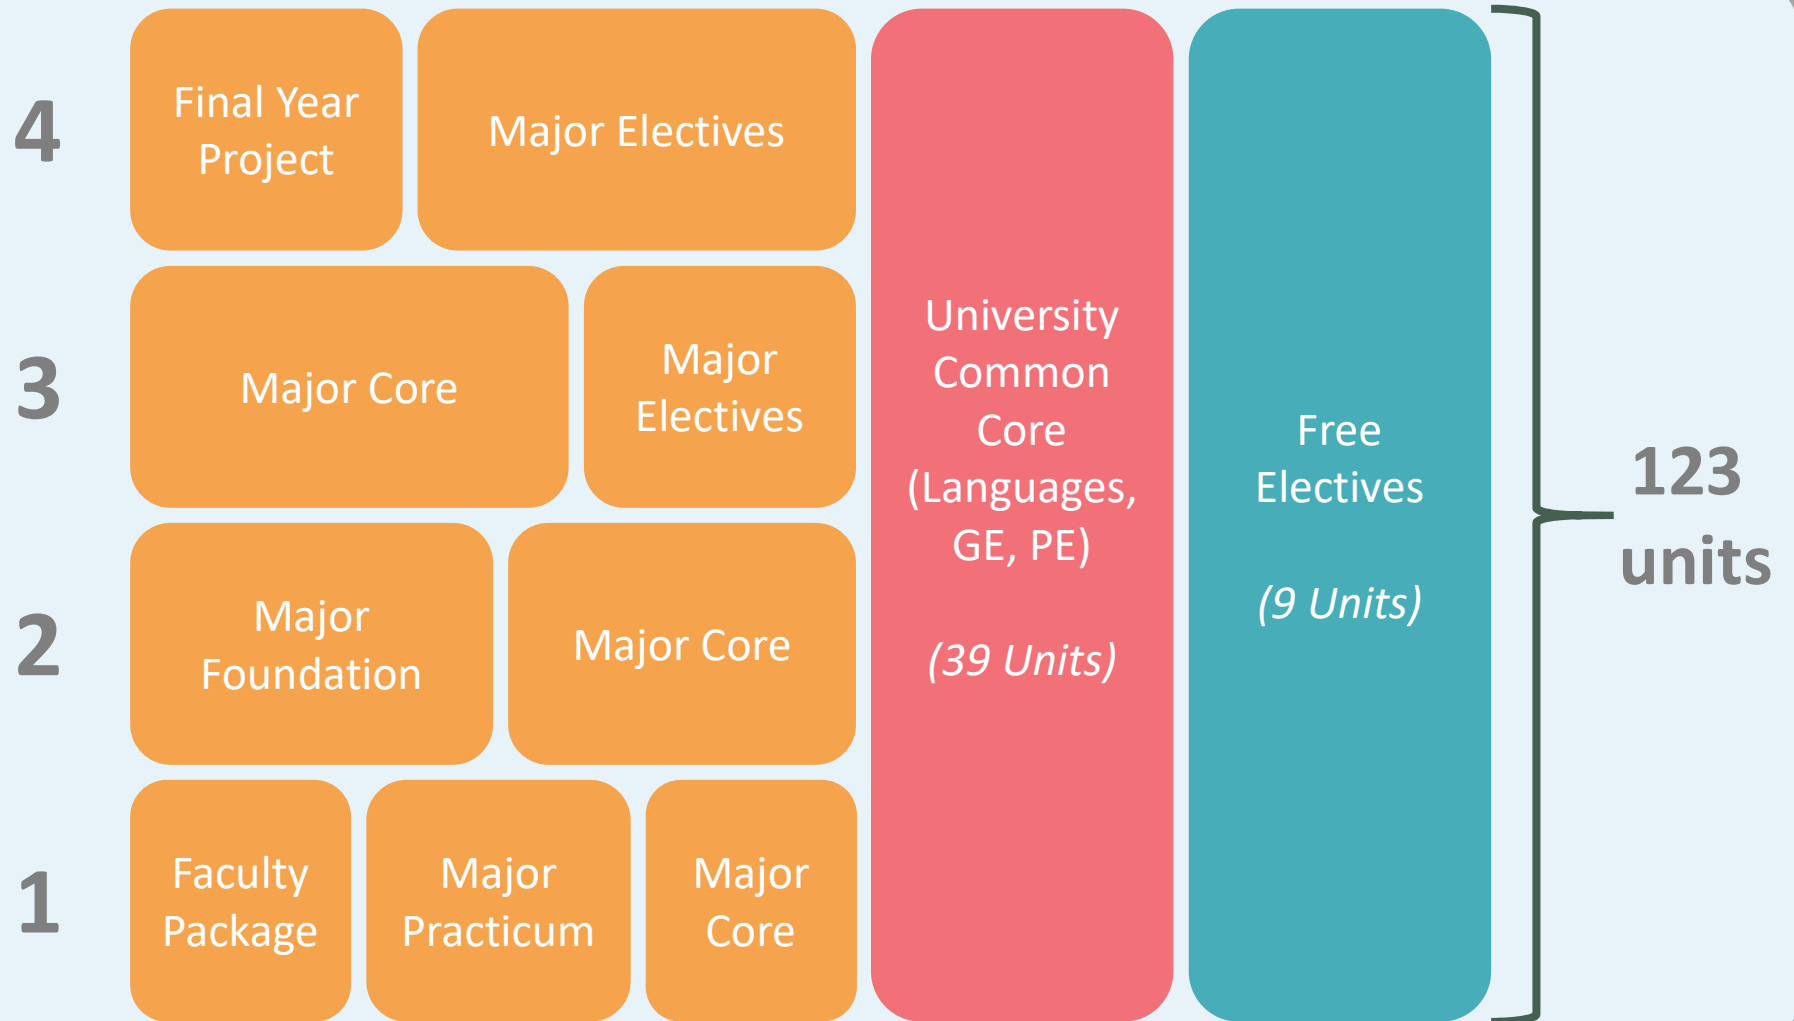 4
Final Year
Project
Major Electives
3
Major Core
Major
Electives
2
Major
Foundation
Major Core
1
Faculty
Package
Major
Practicum
Major
Core
University
Common
Core
(Languages,
GE, PE)
(39 Units)
Free
Electives
(9 Units)
123
units